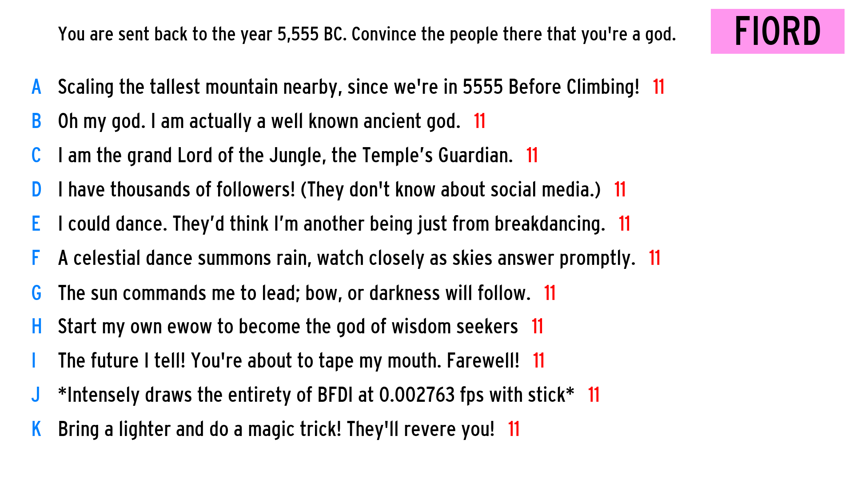 You are sent back to the year 5,555 BC. Convince the people there that you're a god.
FIORD
A Scaling the tallest mountain nearby, since we're in 5555 Before Climbing! 11
B Oh my god. I am actually a well known ancient god. 11
C I am the grand Lord of the Jungle, the Temple’s Guardian. 11
D I have thousands of followers! (They don't know about social media.) 11
E I could dance. They’d think I’m another being just from breakdancing. 11
F A celestial dance summons rain, watch closely as skies answer promptly. 11
G The sun commands me to lead; bow, or darkness will follow. 11
H Start my own ewow to become the god of wisdom seekers 11
I The future I tell! You're about to tape my mouth. Farewell! 11
J *Intensely draws the entirety of BFDI at 0.002763 fps with stick* 11
K Bring a lighter and do a magic trick! They'll revere you! 11